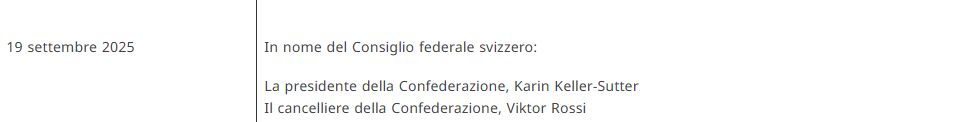 19 settembre 2025
In nome del Consiglio federale svizzero:
La presidente della Confederazione, Karin Keller-Sutter
Il cancelliere della Confederazione, Viktor Rossi